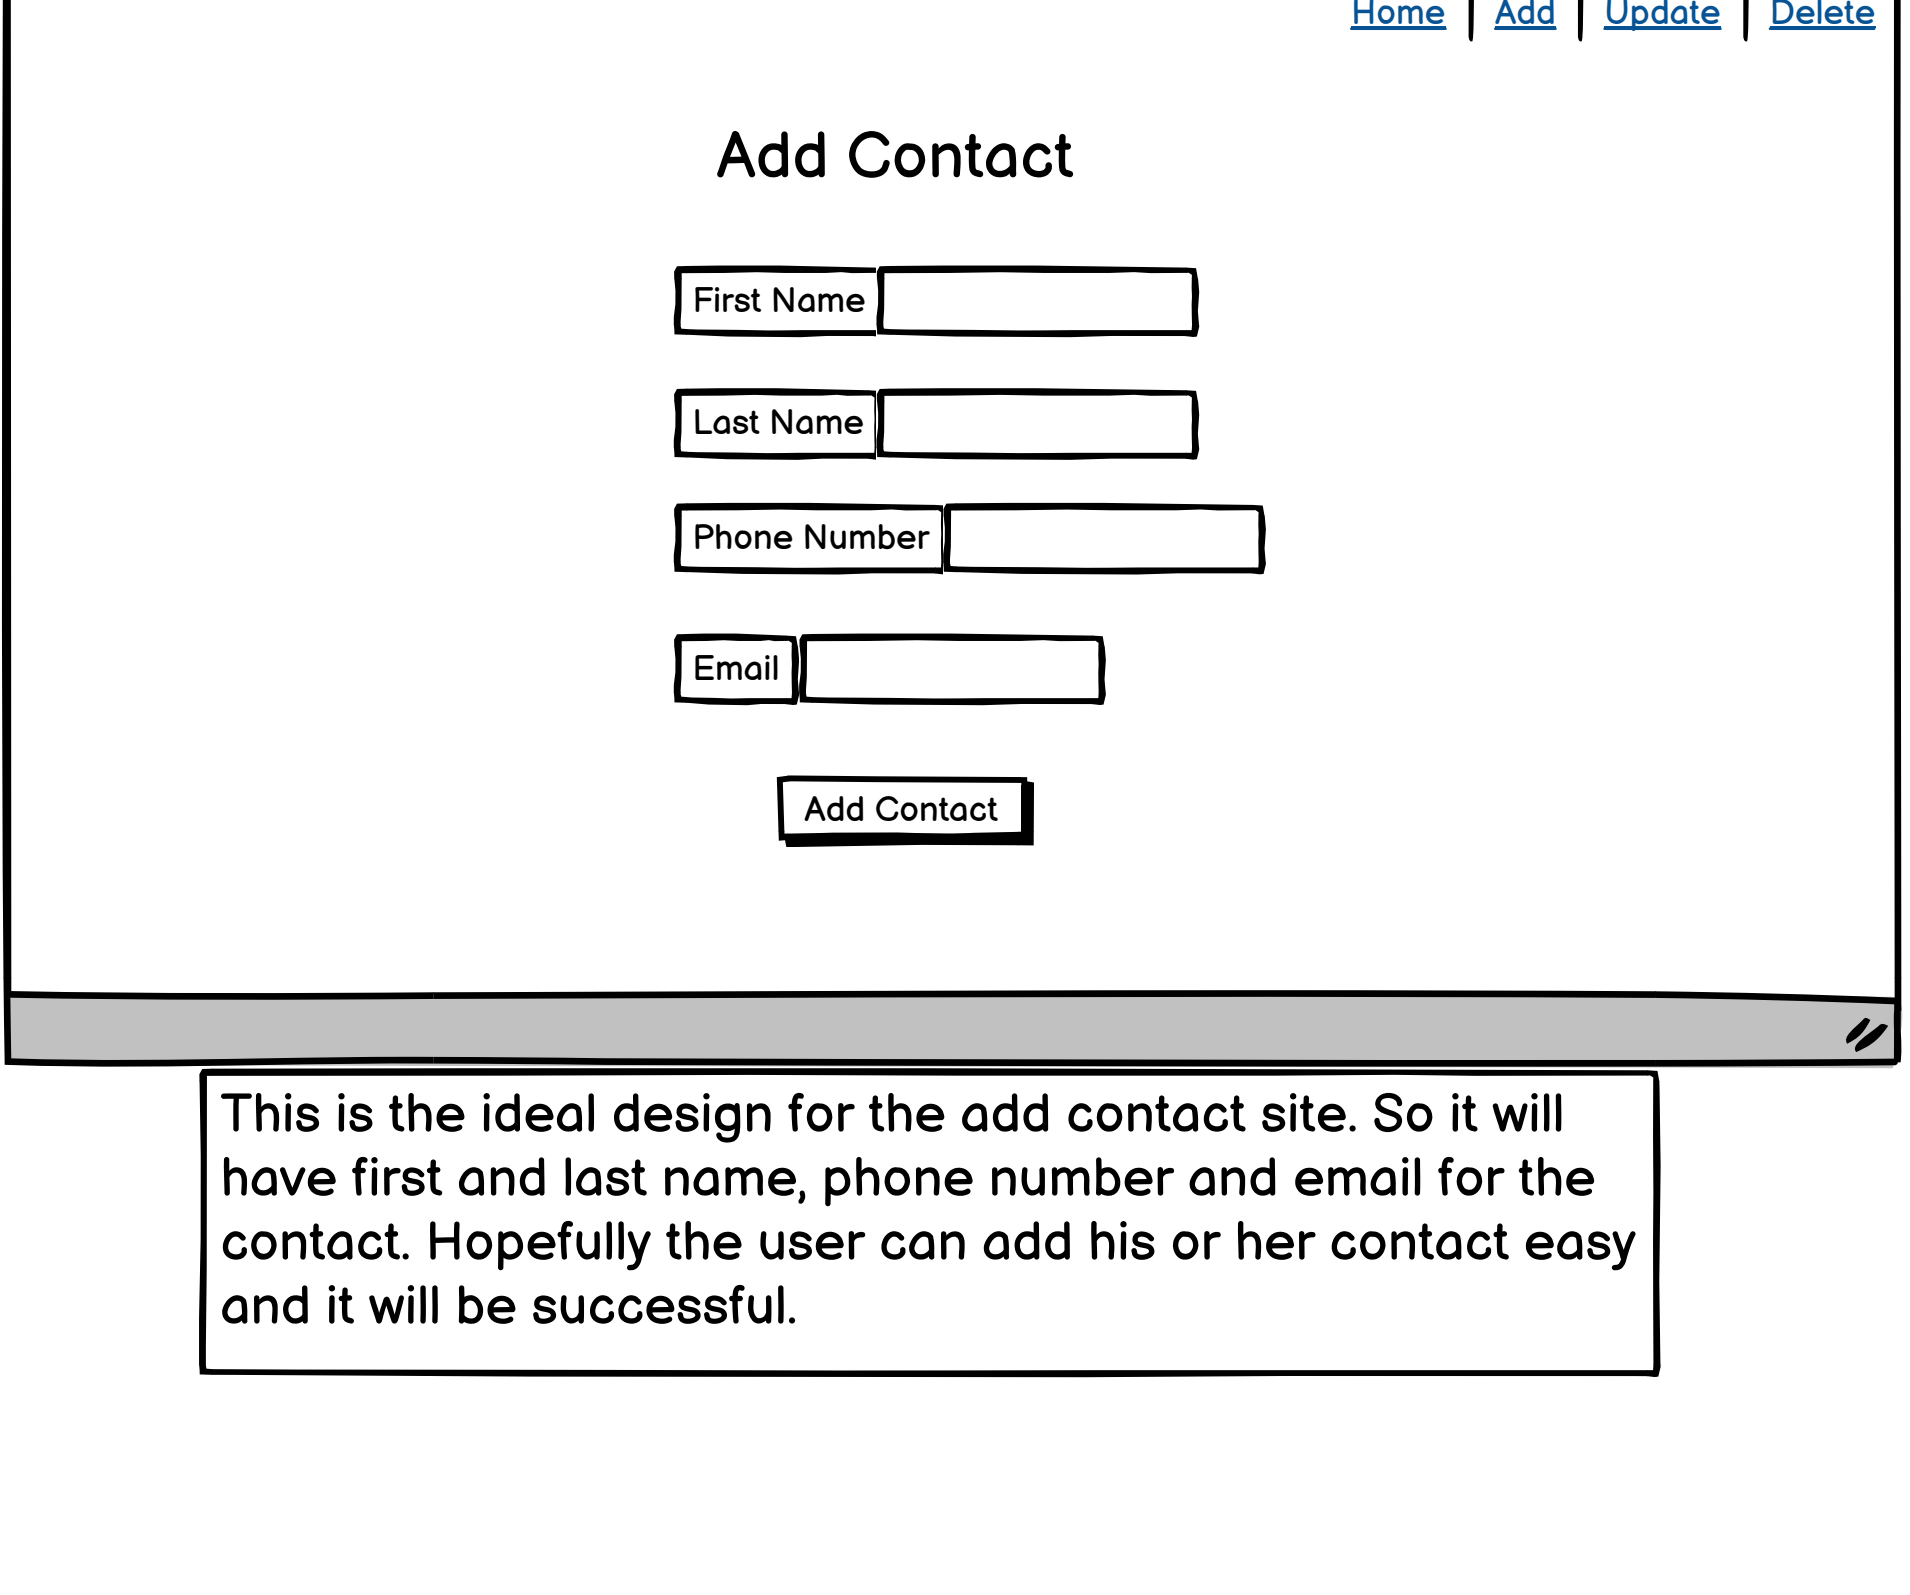 Home | Add | Update | Delete
Add Contact
First Name
Last Name
Phone Number
Email
Add Contact
This is the ideal design for the add contact site. So it will
have first and last name, phone number and email for the
contact. Hopefully the user can add his or her contact easy
and it will be successful.